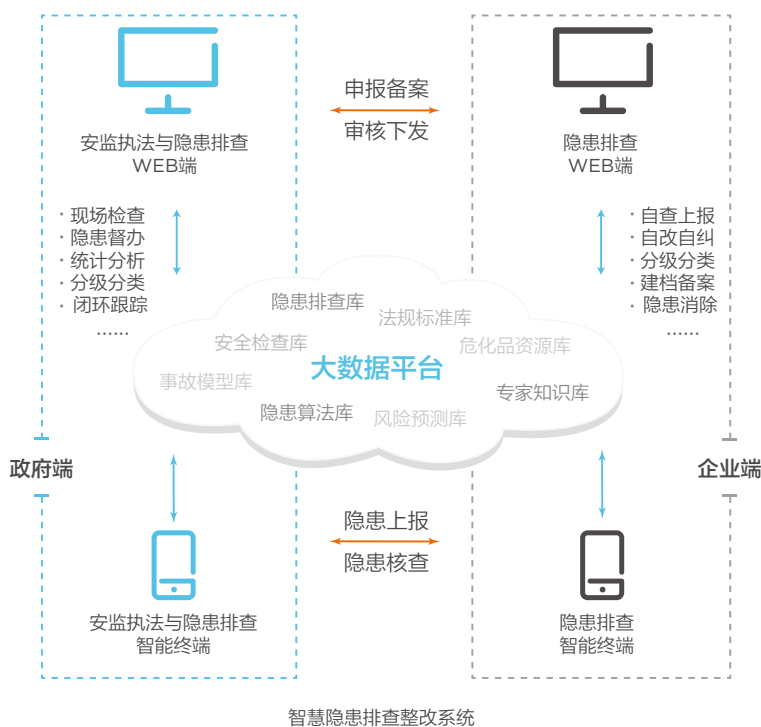 申报备案
审核下发
安监执法与隐患排查
WEB端
隐患排查
WEB端
· 现场检查
· 隐患督办
· 统计分析
· 分级分类
· 闭环跟踪
······
· 自查上报
· 自改自纠
· 分级分类
· 建档备案
· 隐患消除
······
隐患排查库
法规标准库
安全检查库
危化品资源库
大数据平台
事故模型库
专家知识库
隐患算法库
风险预测库
政府端
企业端
隐患上报
隐患核查
安监执法与隐患排查
智能终端
隐患排查
智能终端
智慧隐患排查整改系统